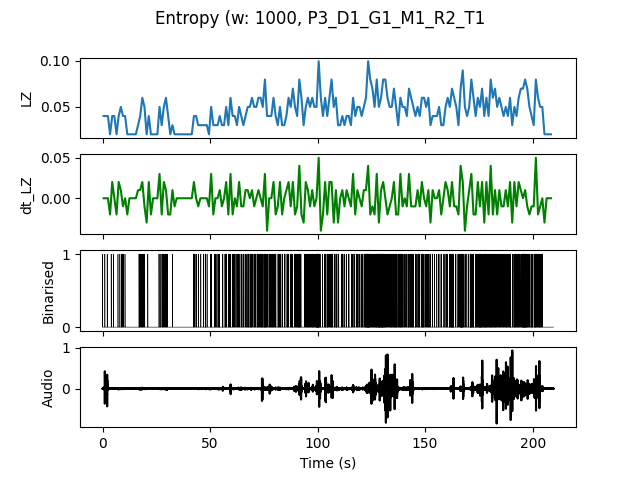 Entropy (w: 1000, P3_D1_G1_M1_R2_T1
0.10
0.05
LZ
0.05
0.00
dt_LZ
1
0
Binarised
1
0
Audio
0 50 100 150 200
Time (s)